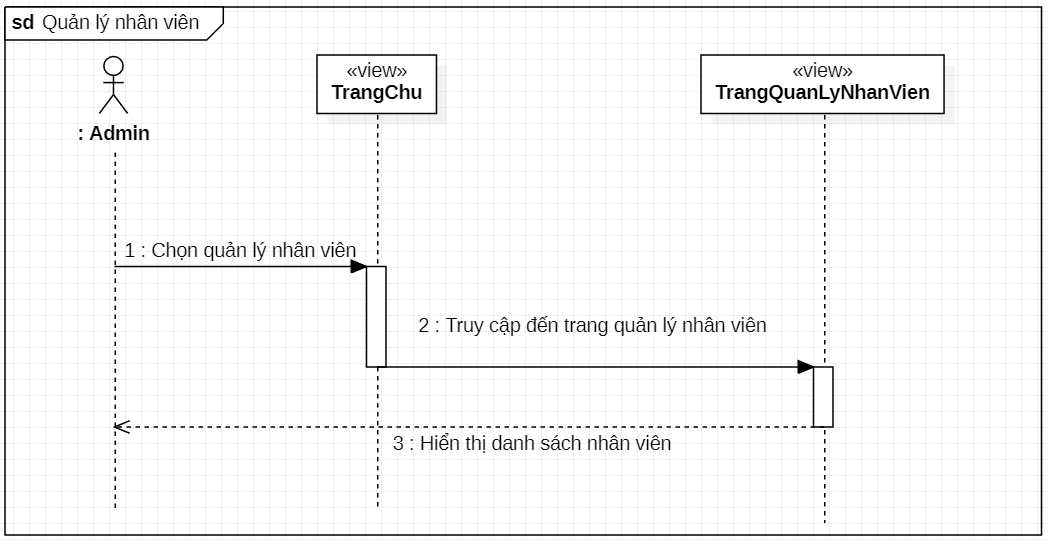 sd Quản lý nhân viên
«view»
TrangChu
«view»
TrangQuanLyNhanVien
: Admin
1 : Chọn quản lý nhân viên
2 : Truy cập đến trang quản lý nhân viên
3 : Hiển thị danh sách nhân viên